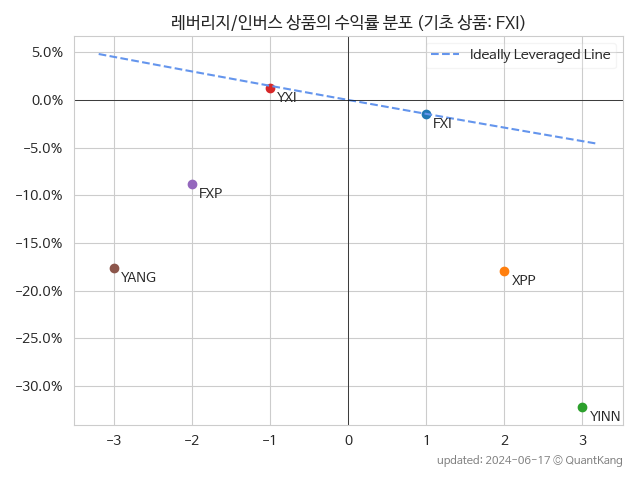 레버리지/인버스 상품의 수익률 분포 (기초 상품: FXI)
5.0%
Ideally Leveraged Line
0.0%
YXI
FXI
−5.0%
−10.0%
FXP
−15.0%
YANG
XPP
−20.0%
−25.0%
−30.0%
YINN
−3 −2 −1 0 1 2 3
updated: 2024-06-17 © QuantKang